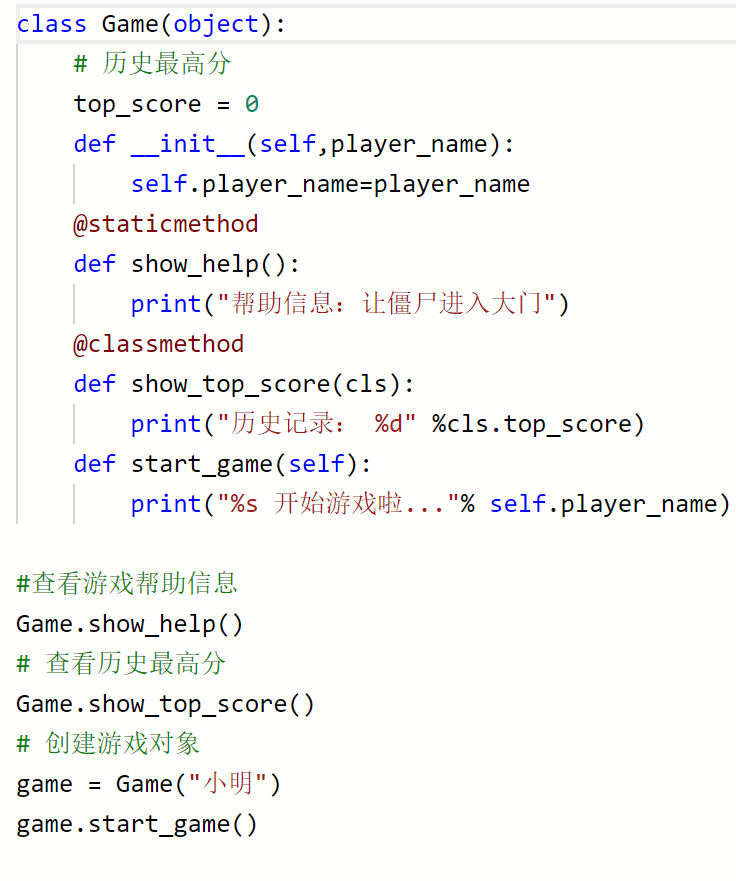 class Game(object):
    # 历史最高分
    top_score = 0
    def __init__(self,player_name):
        self.player_name=player_name
    @staticmethod
    def show_help():
        print("帮助信息：让僵尸进入大门")
    @classmethod
    def show_top_score(cls):
        print("历史记录： %d" %cls.top_score)
    def start_game(self):
        print("%s 开始游戏啦..."% self.player_name)

#查看游戏帮助信息
Game.show_help()
# 查看历史最高分
Game.show_top_score()
# 创建游戏对象
game = Game("小明")
game.start_game()